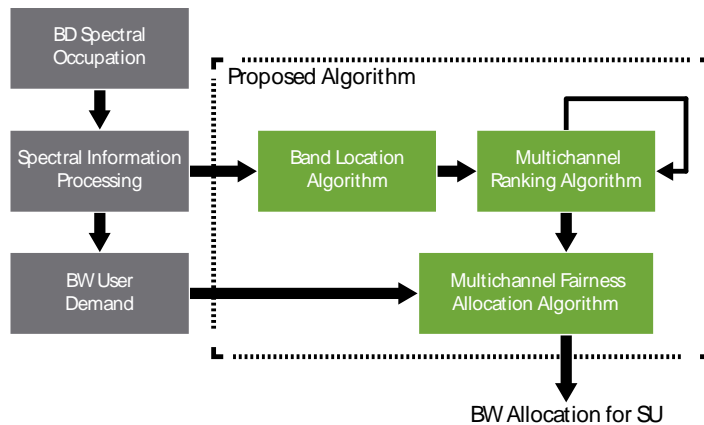 BD Spectral
Occupation
Proposed Algorithm
Spectral Information
Processing
Band Location
Algorithm
Multichannel
Ranking Algorithm
BW User
Demand
Multichannel Fairness
Allocation Algorithm
BW Allocation for SU